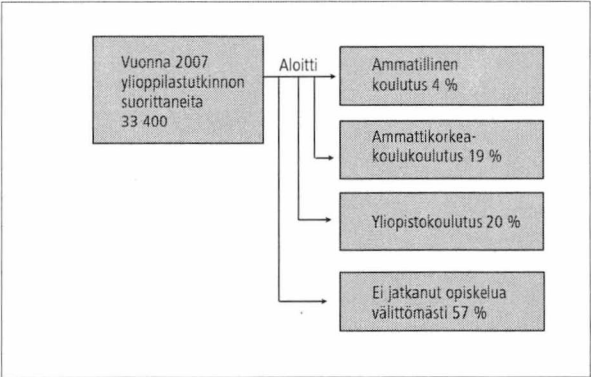 Vuonna 2007
ylioppilastutkinnon
suorittaneita
33 400
Aloitti
Ammatillinen
koulutus 4 %
Ammattikorkea-
koulukoulutus 19 %
Yliopistokoulutus 20 %
Ei jatkanut opiskelua
välittömästi 57 %